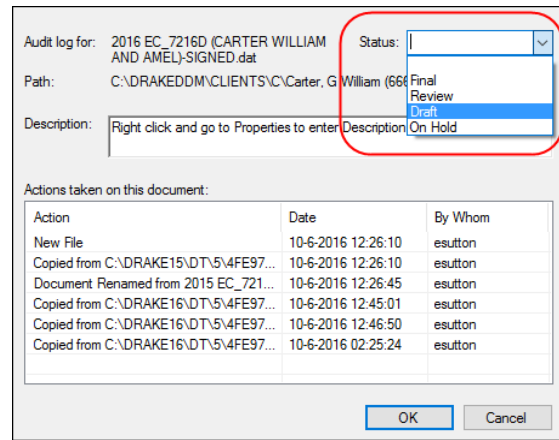 Audit log for: 2016 EC_7216D (CARTER WILLIAM Status:
AND AMEL)-SIGNED.dat
Path: C:\DRAKEDDM\CLIENTS\C\Carter, G William (666
Final
Review
Draft
On Hold
Description: Right click and go to Properties to enter Description
Actions taken on this document:
Action Date By Whom
New File 10-6-2016 12:26:10 esutton
Copied from C:\DRAKE15\DT\5\4FE97... 10-6-2016 12:26:10 esutton
Document Renamed from 2015 EC_721... 10-6-2016 12:26:45 esutton
Copied from C:\DRAKE16\DT\5\4FE97... 10-6-2016 12:45:01 esutton
Copied from C:\DRAKE16\DT\5\4FE97... 10-6-2016 12:46:50 esutton
Copied from C:\DRAKE16\DT\5\4FE97... 10-6-2016 02:25:24 esutton
OK Cancel